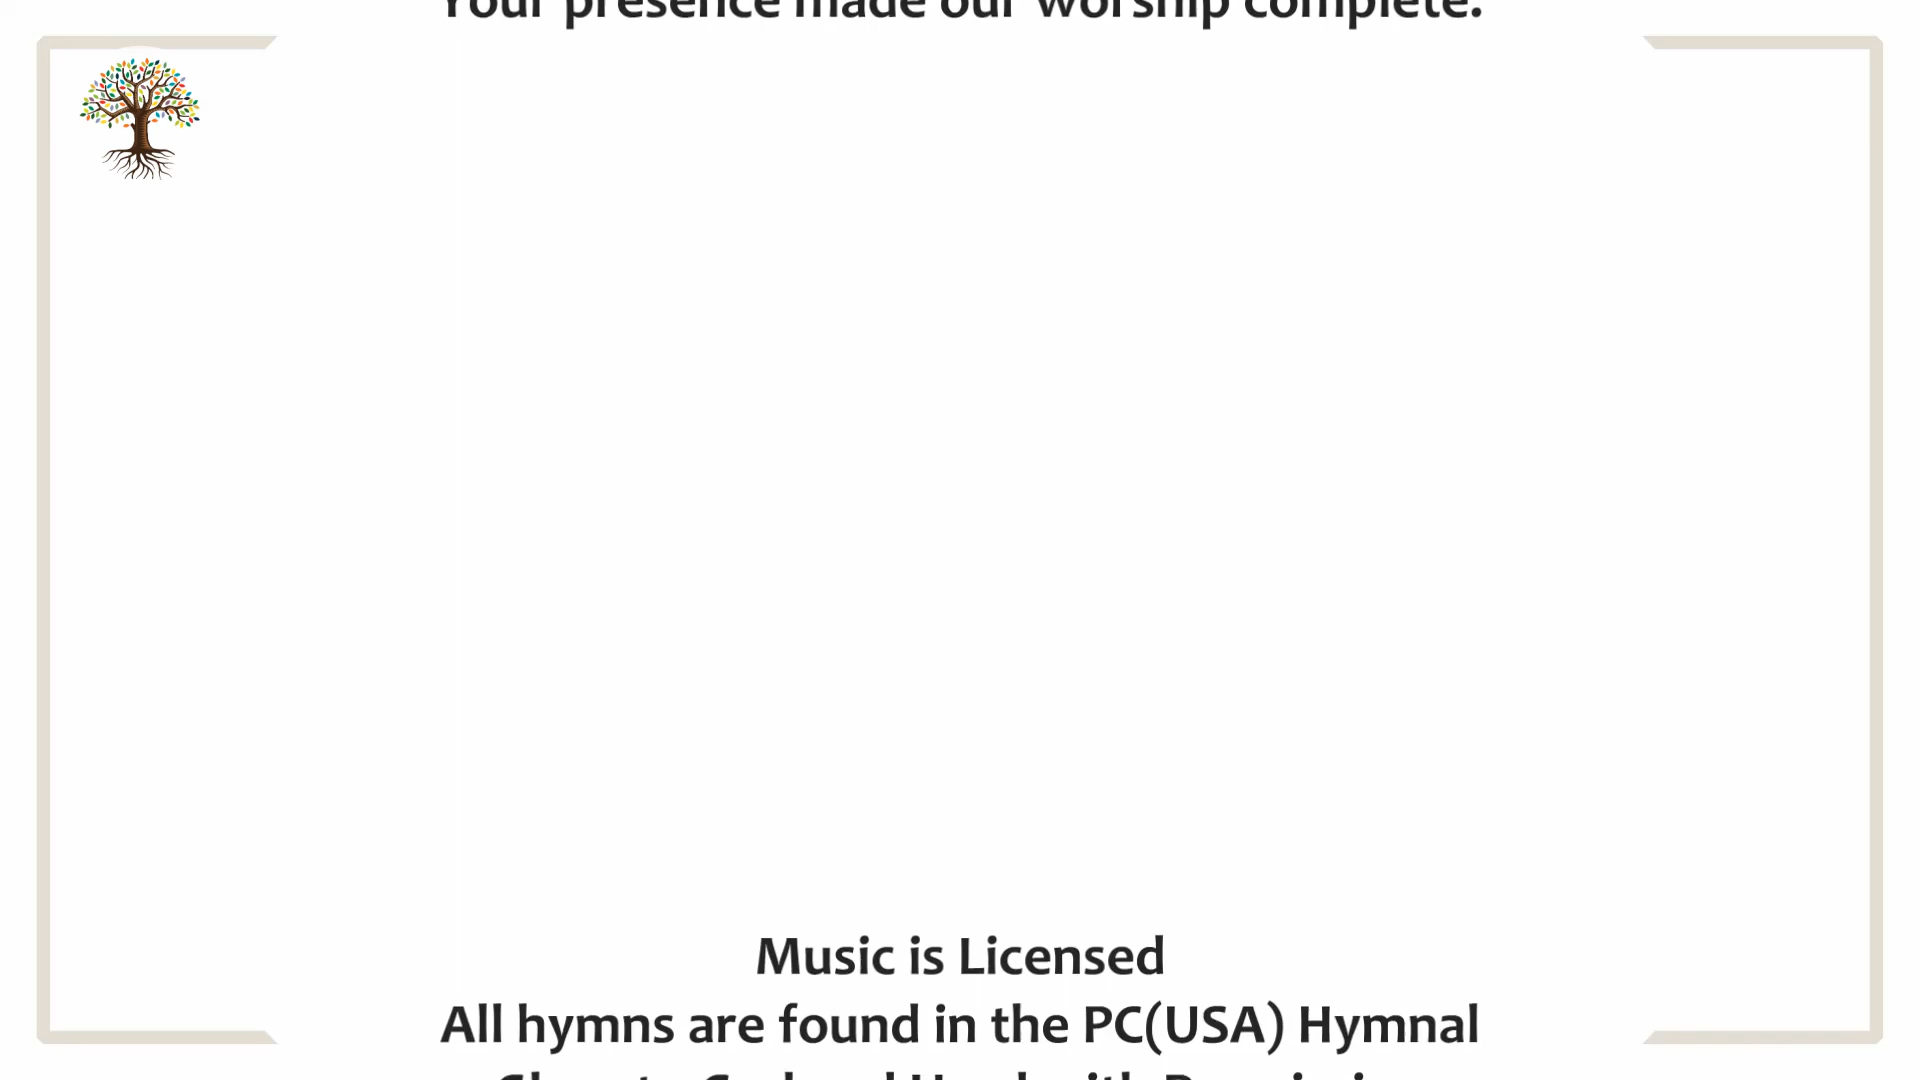 Your presence made our worship complete.
Music is Licensed
All hymns are found in the PC(USA) Hymnal